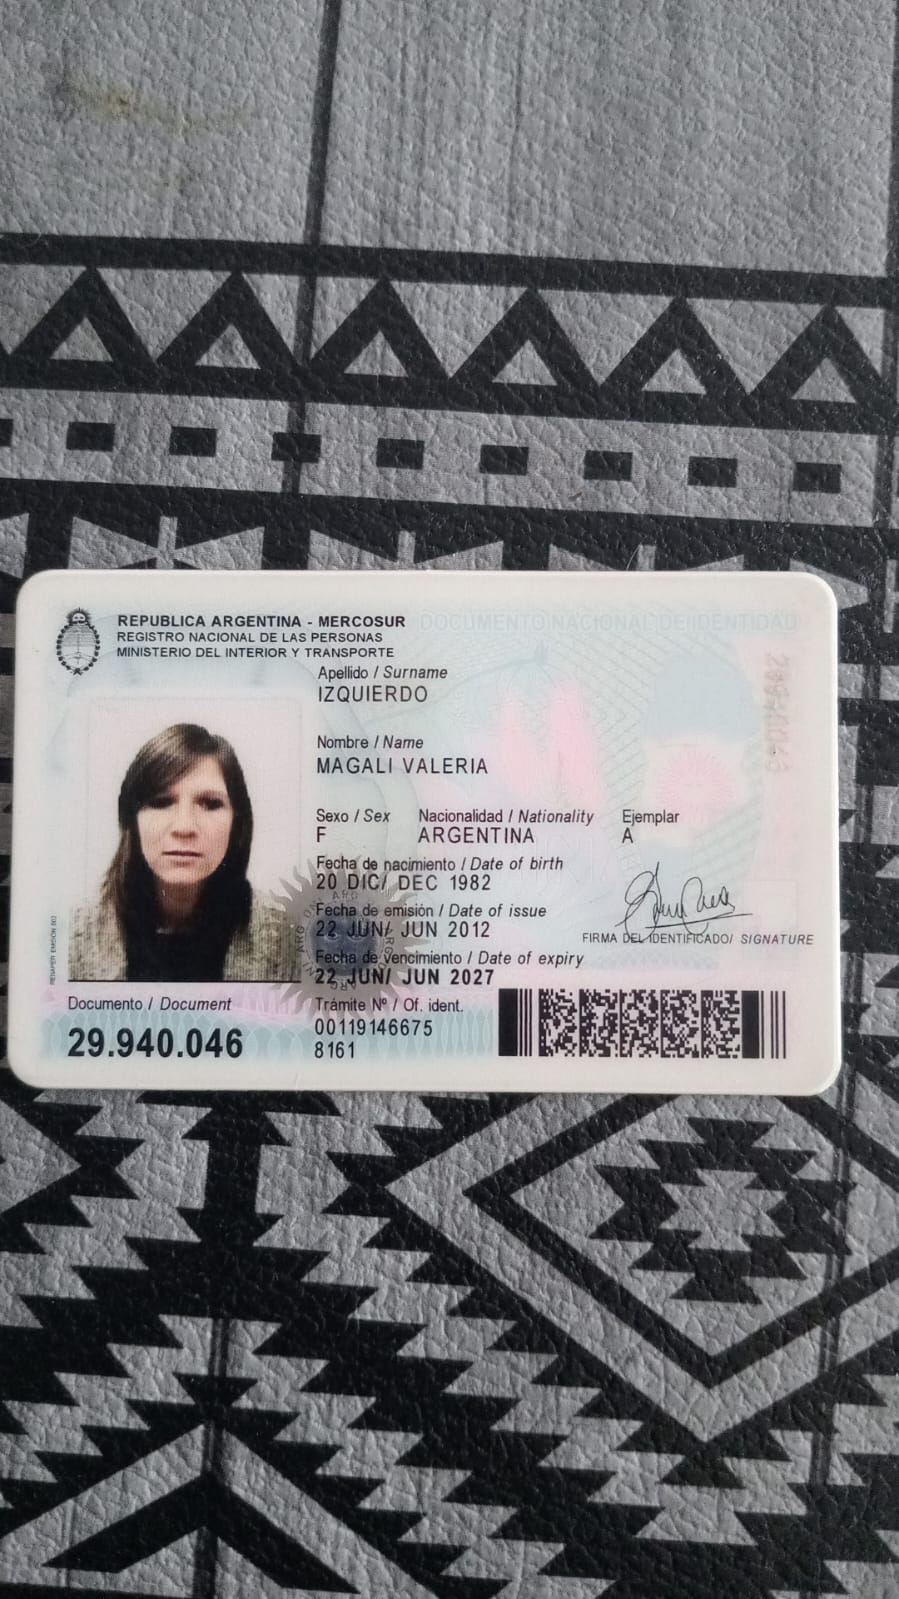 REPUBLICA ARGENTINA - MERCOSUR
DOCUMENTO NACIONAL DE IDENTIDAD
REGISTRO NACIONAL DE LAS PERSONAS
MINISTERIO DEL INTERIOR Y TRANSPORTE
Apellido / Surname
IZQUIERDO
Nombre / Name
MAGALI VALERIA
Sexo / Sex Nacionalidad / Nationality Ejemplar
F ARGENTINA A
Fecha de nacimiento / Date of birth
20 DIC/ DEC 1982
Fecha de emisión / Date of issue
22 JUN/ JUN 2012
FIRMA DEL IDENTIFICADO/ SIGNATURE
Fecha de vencimiento / Date of expiry
22 JUN/ JUN 2027
Documento / Document
29.940.046
Trámite Nº / Of. ident.
00119146675
8161